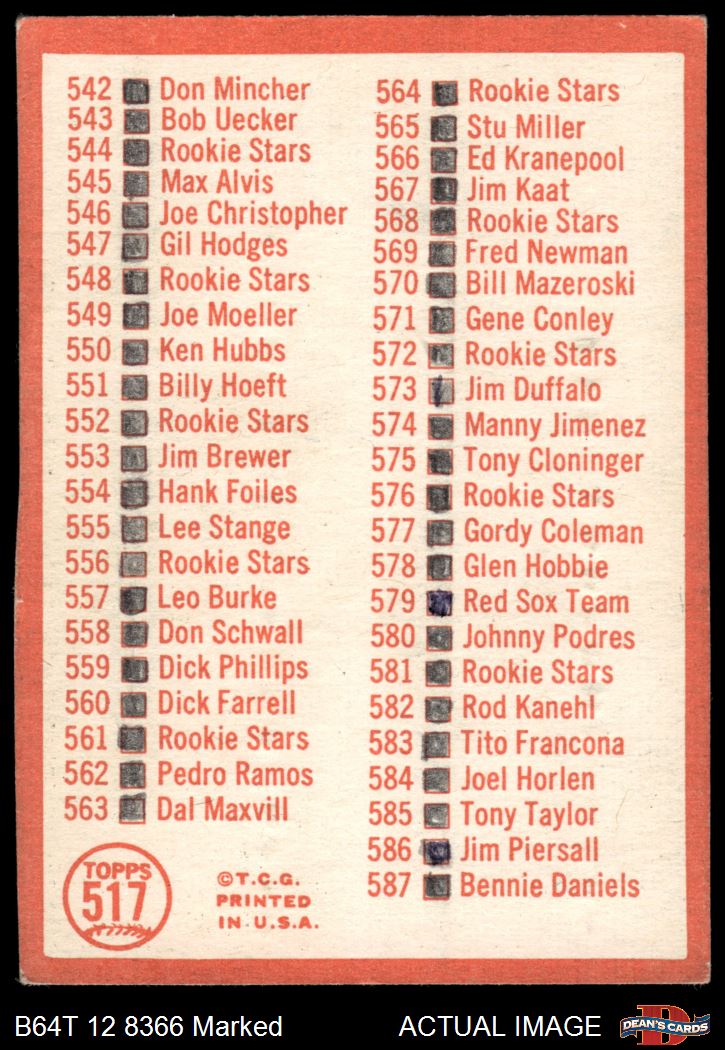 542 Don Mincher
543 Bob Uecker
544 Rookie Stars
545 Max Alvis
546 Joe Christopher
547 Gil Hodges
548 Rookie Stars
549 Joe Moeller
550 Ken Hubbs
551 Billy Hoeft
552 Rookie Stars
553 Jim Brewer
554 Hank Foiles
555 Lee Stange
556 Rookie Stars
557 Leo Burke
558 Don Schwall
559 Dick Phillips
560 Dick Farrell
561 Rookie Stars
562 Pedro Ramos
563 Dal Maxvill
564 Rookie Stars
565 Stu Miller
566 Ed Kranepool
567 Jim Kaat
568 Rookie Stars
569 Fred Newman
570 Bill Mazeroski
571 Gene Conley
572 Rookie Stars
573 Jim Duffalo
574 Manny Jimenez
575 Tony Cloninger
576 Rookie Stars
577 Gordy Coleman
578 Glen Hobbie
579 Red Sox Team
580 Johnny Podres
581 Rookie Stars
582 Rod Kanehl
583 Tito Francona
584 Joel Horlen
585 Tony Taylor
586 Jim Piersall
587 Bennie Daniels
TOPPS
517
©T.C.G.
PRINTED
IN U.S.A.
B64T 12 8366 Marked
ACTUAL IMAGE
D
DEAN'S CARDS